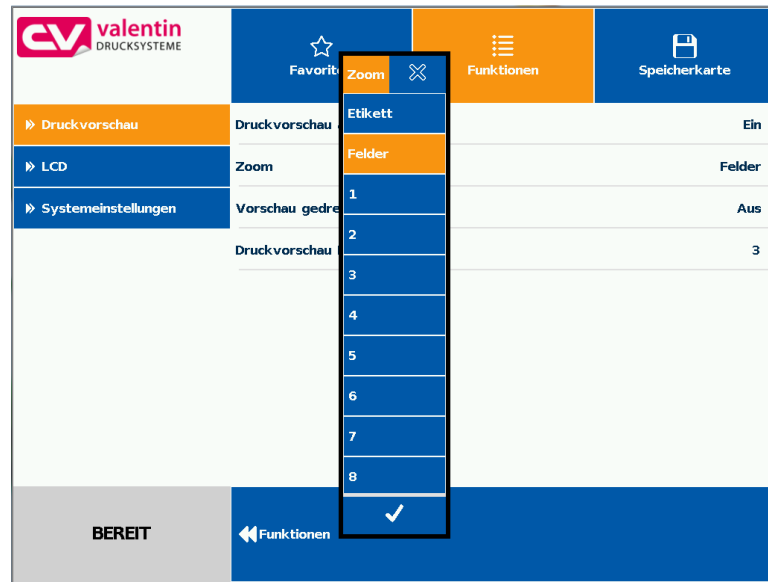 valentin
DRUCKSYSTEME
Favorit
Funktionen
Speicherkarte
Zoom
Etikett
Felder
1
2
3
4
5
6
7
8
Druckvorschau
LCD
Systemeinstellungen
Druckvorschau
Ein
Zoom
Felder
Vorschau gedre
Aus
Druckvorschau
3
BEREIT
Funktionen